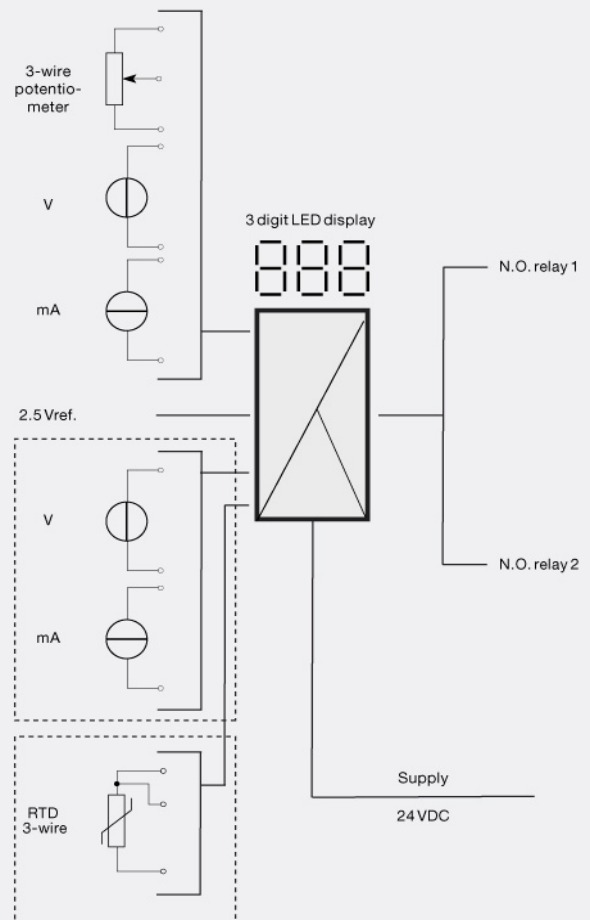 3-wire
potentio-
meter
V
mA
3 digit LED display
N.O. relay 1
2.5 Vref.
V
mA
N.O. relay 2
RTD
3-wire
Supply
24 VDC